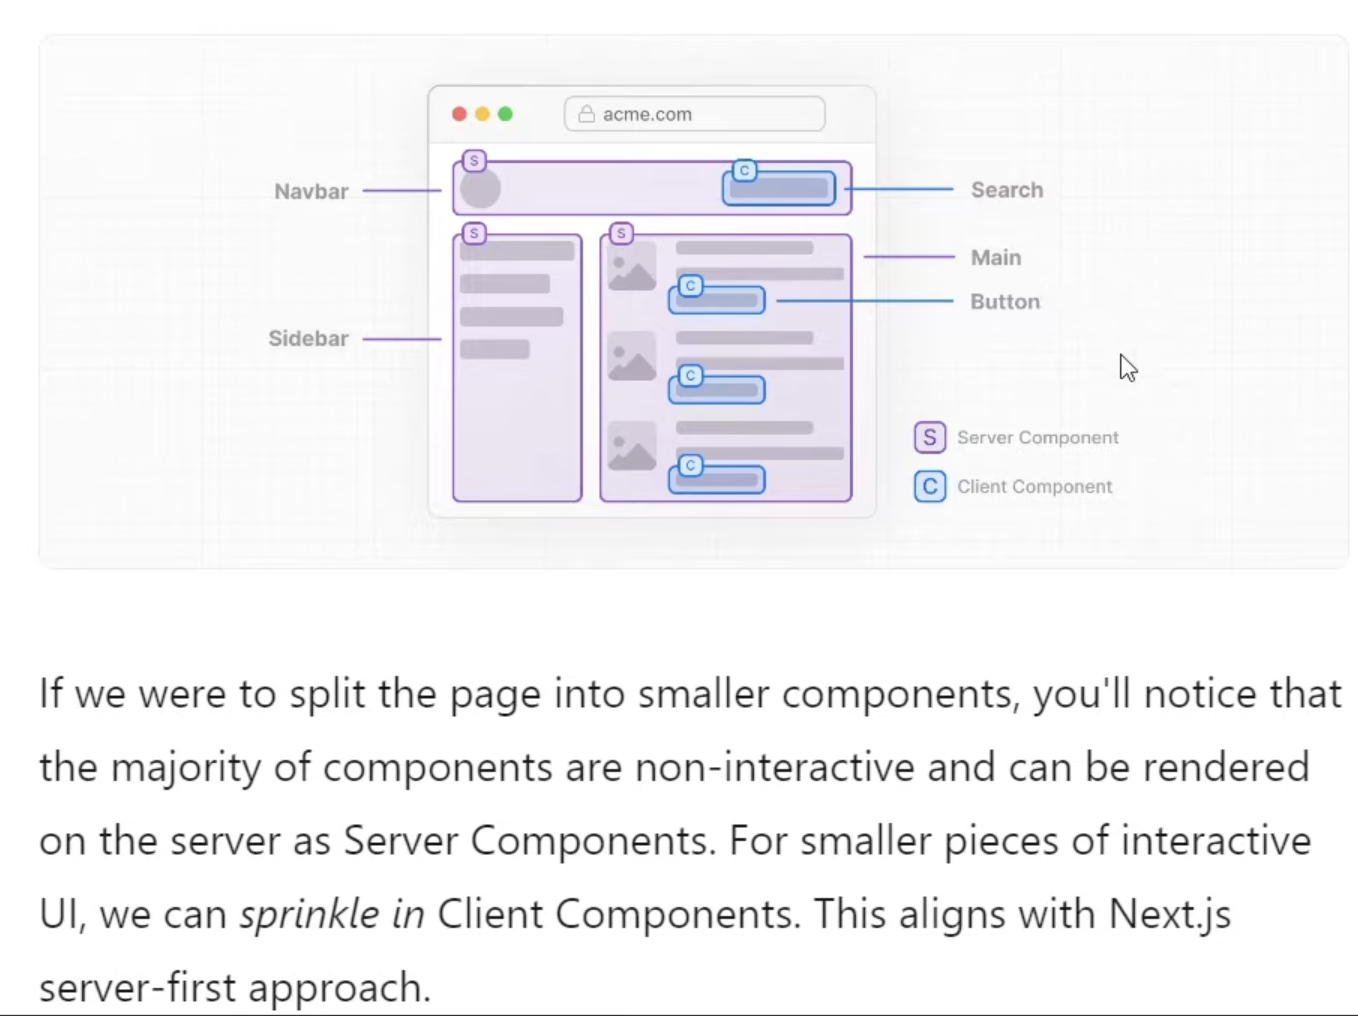 acme.com
S
C
Navbar
Search
S
S
Main
C
Button
Sidebar
C
S Server Component
C
C Client Component
If we were to split the page into smaller components, you'll notice that
the majority of components are non-interactive and can be rendered
on the server as Server Components. For smaller pieces of interactive
UI, we can sprinkle in Client Components. This aligns with Next.js
server-first approach.